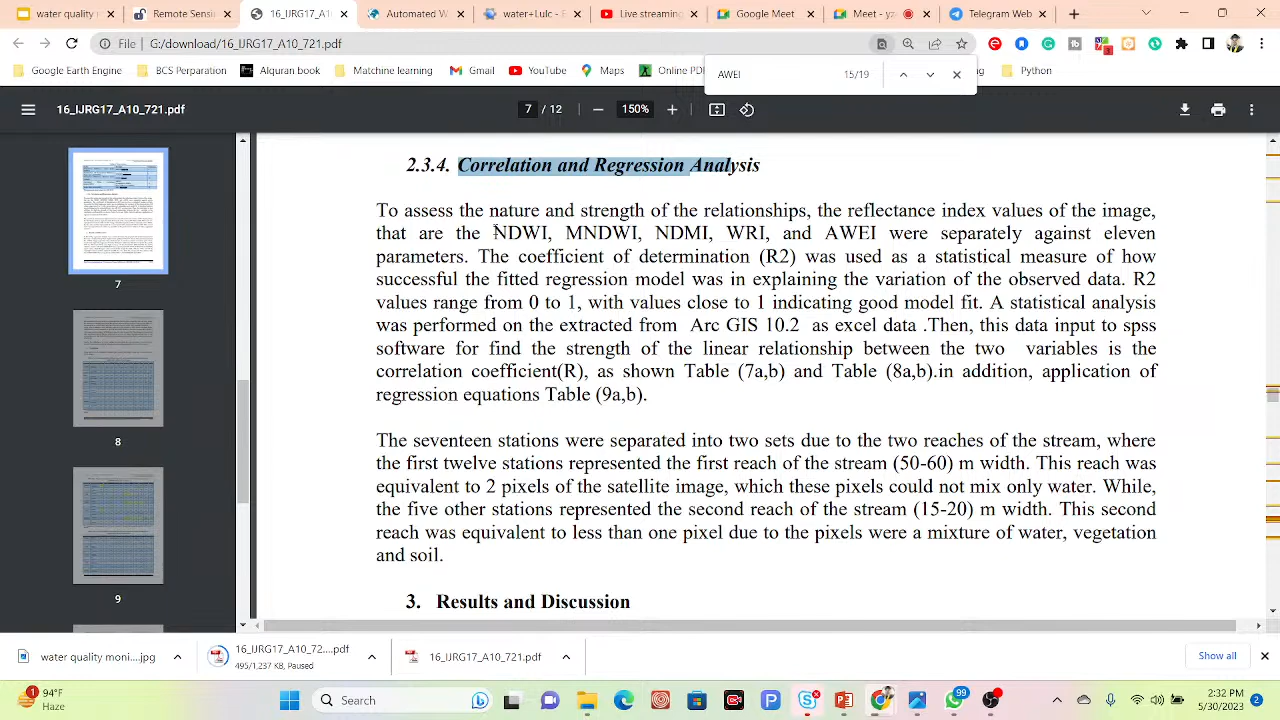 water quality
Downloads
16_IJRG17_A1
Automated W
water+Lulc - E
Live streaming
Google Meet
Meet - yz
Telegram Web
File G:/download/16_IJRG17_A10_721.pdf
3
Google Earth Engine
BCS Preparation
Alquran bo
Machine learning
Gmail
YouTube
Maps
Online PD
Python
AWEI 15/19
16_IJRG17_A10_721.pdf
7 / 12
150%
2.3.4. Correlation and Regression Analysis
To assess the nature and strength of the relationships, the reflectance index values of the image,
that are the NDWI, MNDWI, NDMI, WRI, and AWEI were separately against eleven
parameters. The coefficient of determination (R2) was used as a statistical measure of how
successful the fitted regression model was in explaining the variation of the observed data. R2
values range from 0 to 1, with values close to 1 indicating good model fit. A statistical analysis
was performed on the extracted from Arc GIS 10.2 as excel data .Then, this data input to spss
software for find the strength of the linear relationship between the two variables is the
correlation coefficient(R), as shown Table (7a,b) and Table (8a,b).in addition, application of
regression equations Table (9a,b).
The seventeen stations were separated into two sets due to the two reaches of the stream, where
the first twelve stations represented the first reach of the stream (50-60) m width. This reach was
equivalent to 2 pixels of the satellite image, which these pixels could not mix only water. While,
the five other stations represented the second reach of the stream (15-20) m width. This second
reach was equivalent to less than one pixel due to the pixels were a mixture of water, vegetation
and soil.
3. Results and Discussion
7
8
9
water quality moni....jpg
16_IJRG17_A10_72....pdf
495/1,237 KB, Paused
16_IJRG17_A10_721.pdf
Show all
1
94°F
Haze
Search
99
2:32 PM
5/30/2023
2